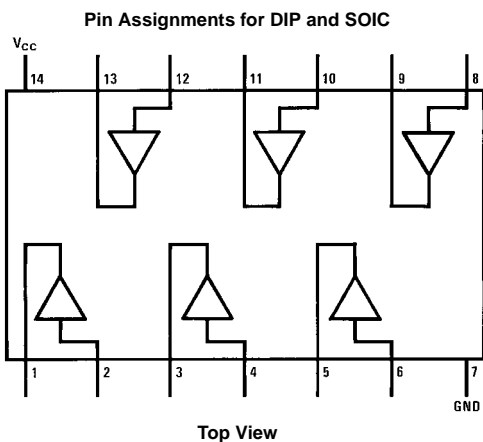 Pin Assignments for DIP and SOIC
VCC
14 13 12 11 10 9 8
1 2 3 4 5 6 7
GND
Top View